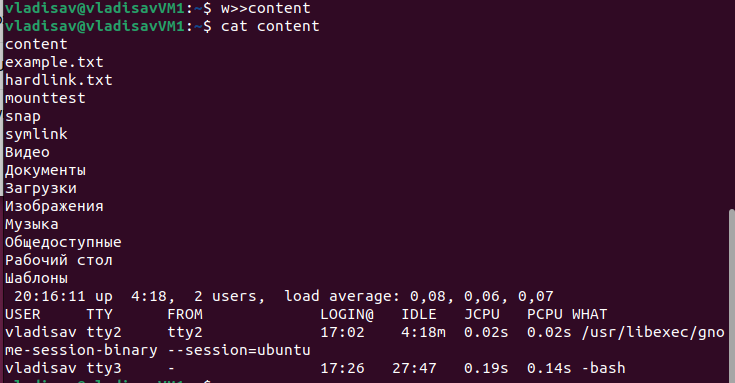 vladisav@vladisavVM1:~$ w>>content
vladisav@vladisavVM1:~$ cat content
content
example.txt
hardlink.txt
mounttest
snap
symlink
Видео
Документы
Загрузки
Изображения
Музыка
Общедоступные
Рабочий стол
Шаблоны
 20:16:11 up  4:18,  2 users,  load average: 0,08, 0,06, 0,07
USER     TTY      FROM             LOGIN@   IDLE   JCPU   PCPU WHAT
vladisav tty2     tty2             17:02    4:18m  0.02s  0.02s /usr/libexec/gno
me-session-binary --session=ubuntu
vladisav tty3     -                17:26   27:47   0.19s  0.14s -bash
vladisav@vladisavVM1:~$